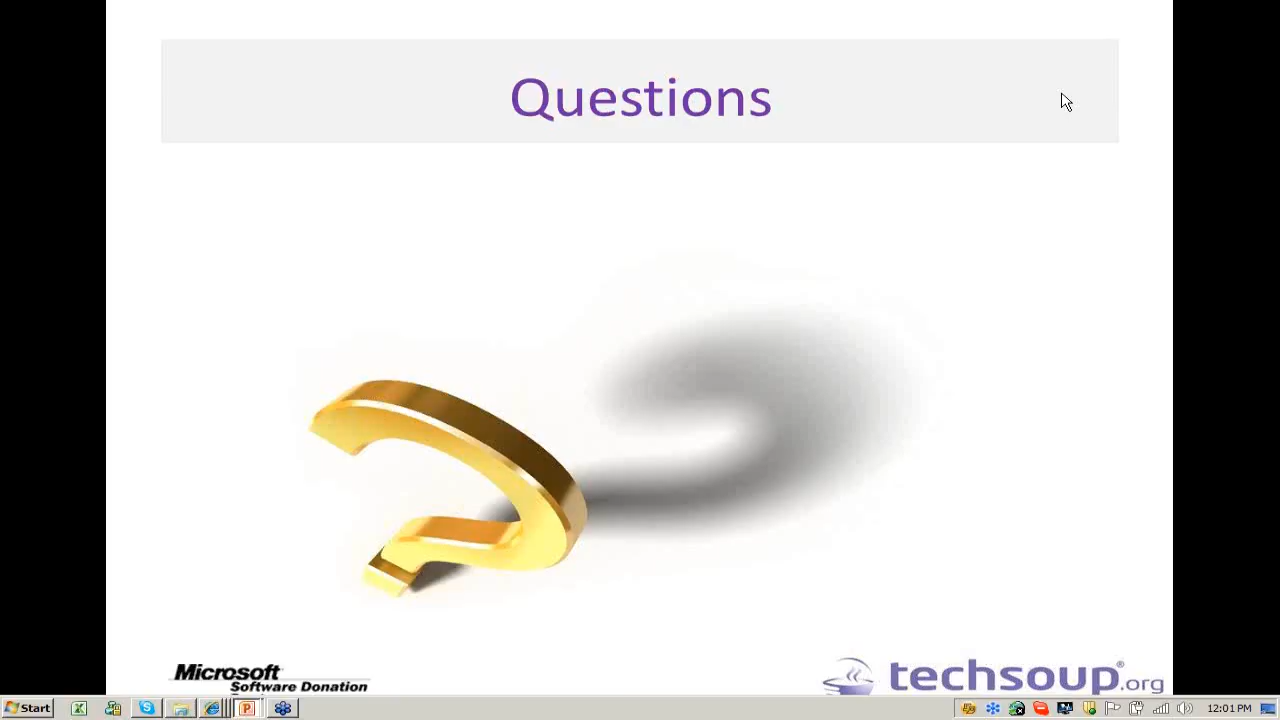 Questions
Microsoft
Software Donation
techsoup®.org
Start
12:01 PM